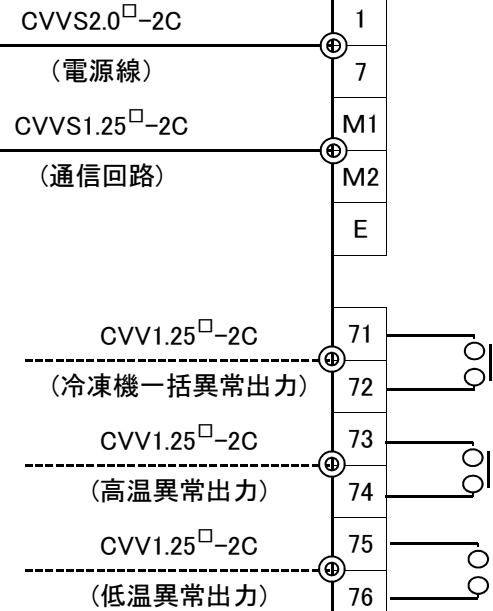 CVVS2.0□-2C
1
(電源線)
7
CVVS1.25□-2C
M1
(通信回路)
M2
E
CVV1.25□-2C
71
(冷凍機一括異常出力)
72
CVV1.25□-2C
73
(高温異常出力)
74
CVV1.25□-2C
75
(低温異常出力)
76